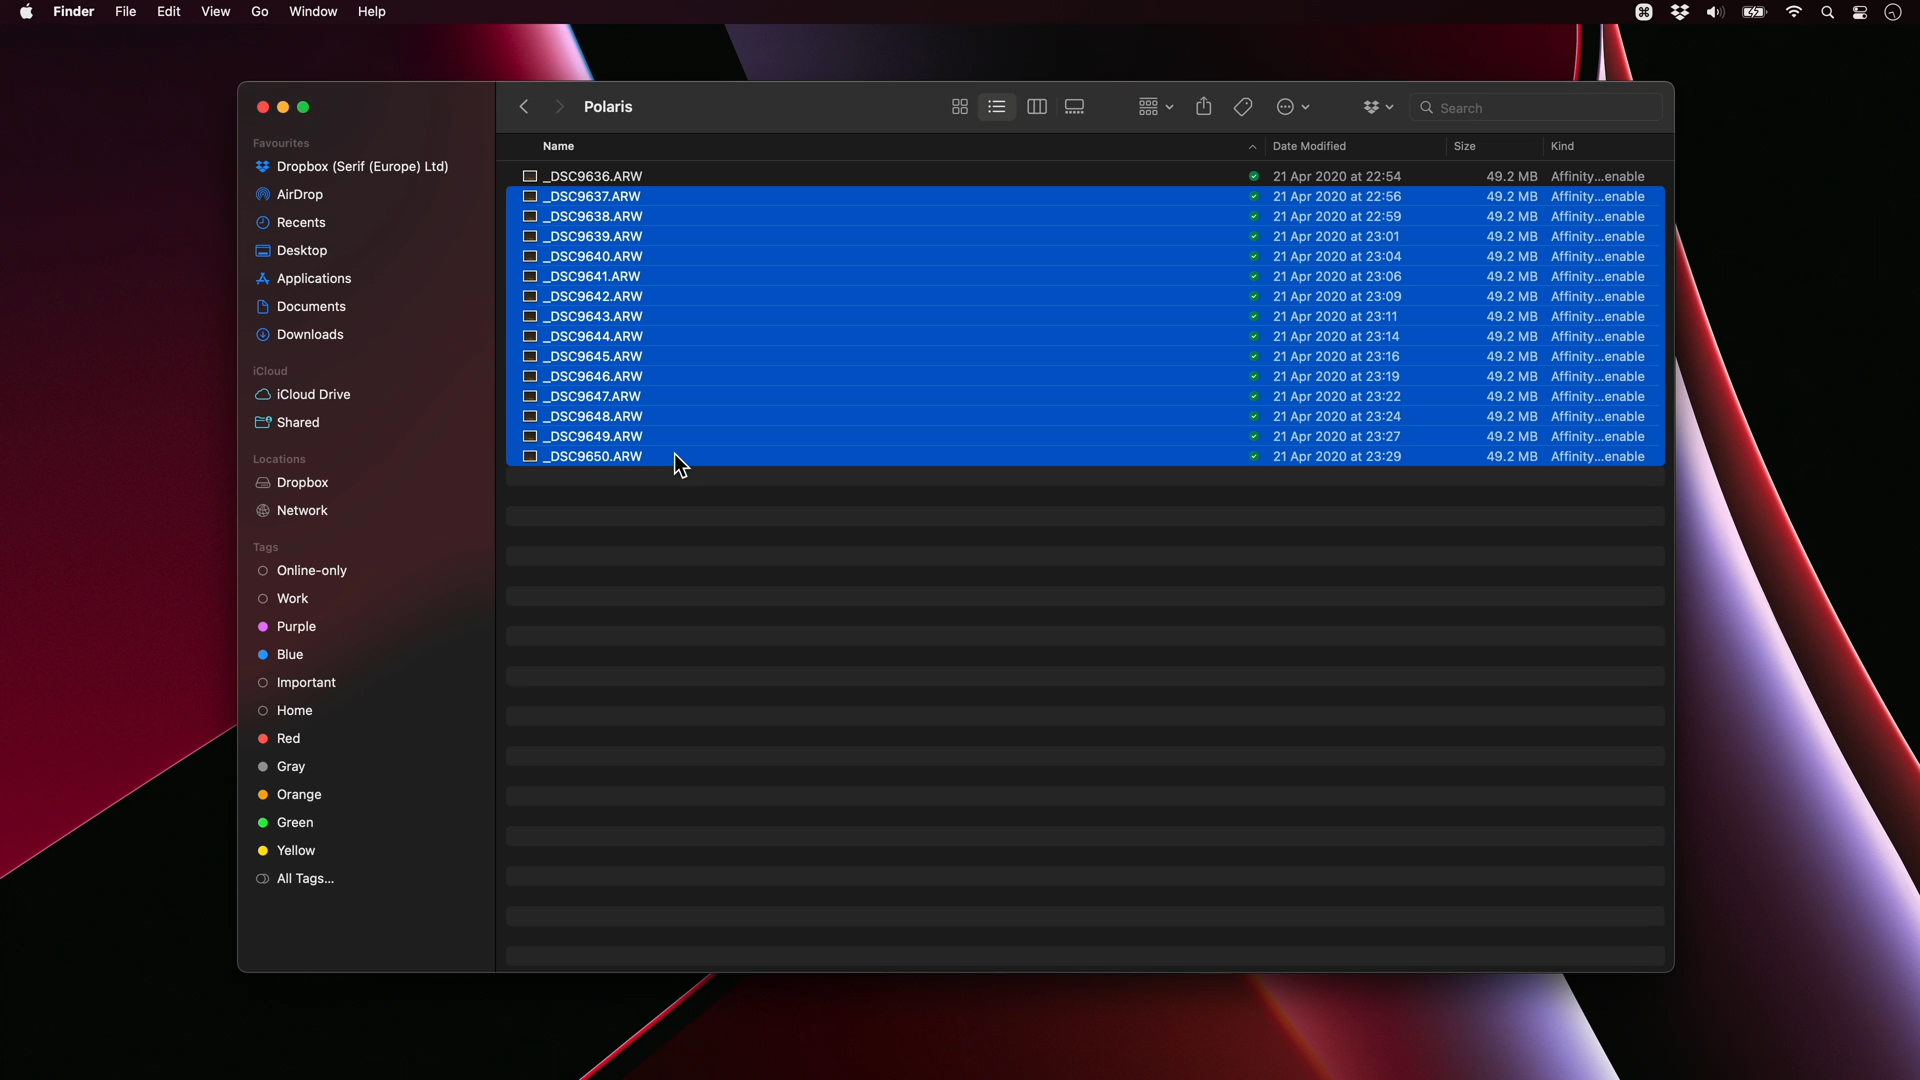 Finder File Edit View Go Window Help
Polaris
Search
Favourites
Dropbox (Serif (Europe) Ltd)
AirDrop
Recents
Desktop
Applications
Documents
Downloads
iCloud
iCloud Drive
Shared
Locations
Dropbox
Network
Tags
Online-only
Work
Purple
Blue
Important
Home
Red
Gray
Orange
Green
Yellow
All Tags...
Name Date Modified Size Kind
_DSC9636.ARW 21 Apr 2020 at 22:54 49.2 MB Affinity...enable
_DSC9637.ARW 21 Apr 2020 at 22:56 49.2 MB Affinity...enable
_DSC9638.ARW 21 Apr 2020 at 22:59 49.2 MB Affinity...enable
_DSC9639.ARW 21 Apr 2020 at 23:01 49.2 MB Affinity...enable
_DSC9640.ARW 21 Apr 2020 at 23:04 49.2 MB Affinity...enable
_DSC9641.ARW 21 Apr 2020 at 23:06 49.2 MB Affinity...enable
_DSC9642.ARW 21 Apr 2020 at 23:09 49.2 MB Affinity...enable
_DSC9643.ARW 21 Apr 2020 at 23:11 49.2 MB Affinity...enable
_DSC9644.ARW 21 Apr 2020 at 23:14 49.2 MB Affinity...enable
_DSC9645.ARW 21 Apr 2020 at 23:16 49.2 MB Affinity...enable
_DSC9646.ARW 21 Apr 2020 at 23:19 49.2 MB Affinity...enable
_DSC9647.ARW 21 Apr 2020 at 23:22 49.2 MB Affinity...enable
_DSC9648.ARW 21 Apr 2020 at 23:24 49.2 MB Affinity...enable
_DSC9649.ARW 21 Apr 2020 at 23:27 49.2 MB Affinity...enable
_DSC9650.ARW 21 Apr 2020 at 23:29 49.2 MB Affinity...enable